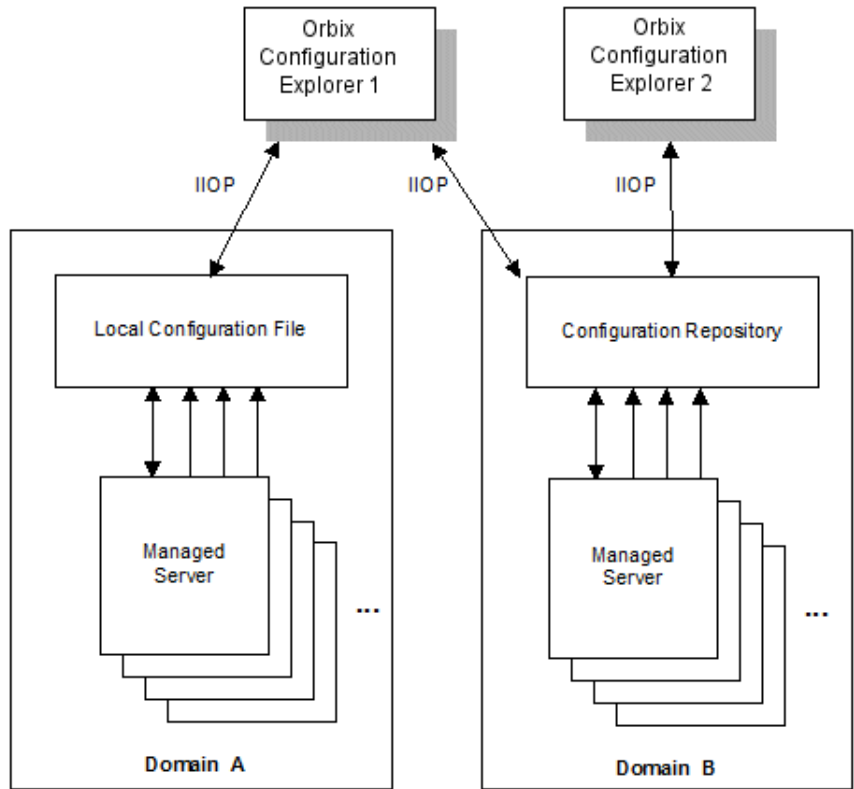 Orbix
Configuration
Explorer 1
Orbix
Configuration
Explorer 2
IIOP
IIOP
IIOP
Local Configuration File
Configuration Repository
Managed
Server
...
Managed
Server
...
Domain A
Domain B